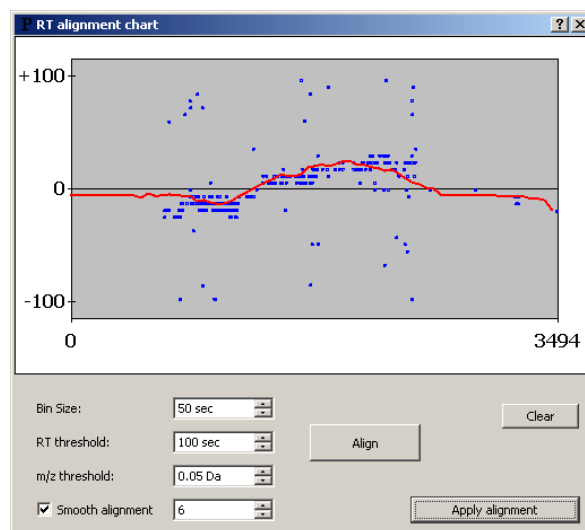 P RT alignment chart
+100
0
-100
0 3494
Bin Size: 50 sec
Clear
RT threshold: 100 sec
Align
m/z threshold: 0.05 Da
Smooth alignment 6
Apply alignment